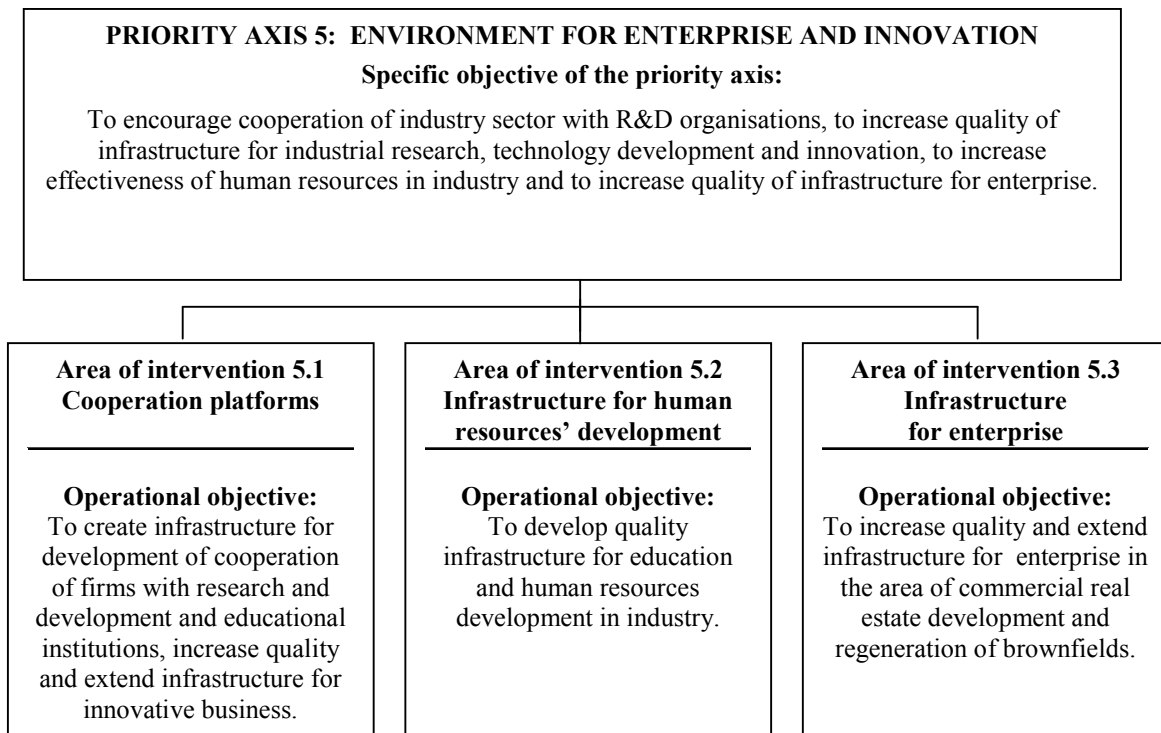 PRIORITY AXIS 5: ENVIRONMENT FOR ENTERPRISE AND INNOVATION
Specific objective of the priority axis:
To encourage cooperation of industry sector with R&D organisations, to increase quality of
infrastructure for industrial research, technology development and innovation, to increase
effectiveness of human resources in industry and to increase quality of infrastructure for enterprise.
Area of intervention 5.1
Cooperation platforms
Operational objective:
To create infrastructure for
development of cooperation
of firms with research and
development and educational
institutions, increase quality
and extend infrastructure for
innovative business.
Area of intervention 5.2
Infrastructure for human
resources’ development
Operational objective:
To develop quality
infrastructure for education
and human resources
development in industry.
Area of intervention 5.3
Infrastructure
for enterprise
Operational objective:
To increase quality and extend
infrastructure for enterprise in
the area of commercial real
estate development and
regeneration of brownfields.